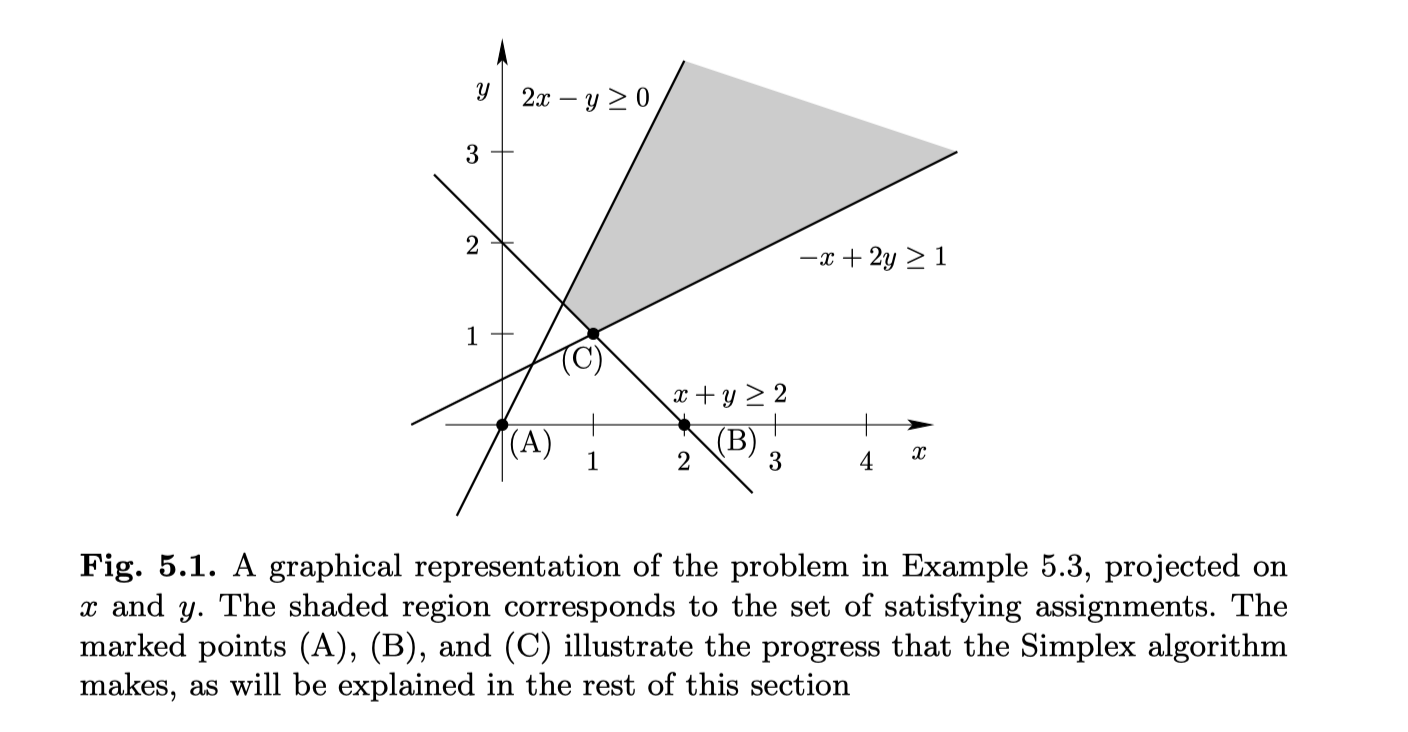 y
2x − y ≥ 0
3
2
−x + 2y ≥ 1
1
(C)
x + y ≥ 2
(A)
(B)
1
2
3
4
x
Fig. 5.1. A graphical representation of the problem in Example 5.3, projected on
x and y. The shaded region corresponds to the set of satisfying assignments. The
marked points (A), (B), and (C) illustrate the progress that the Simplex algorithm
makes, as will be explained in the rest of this section